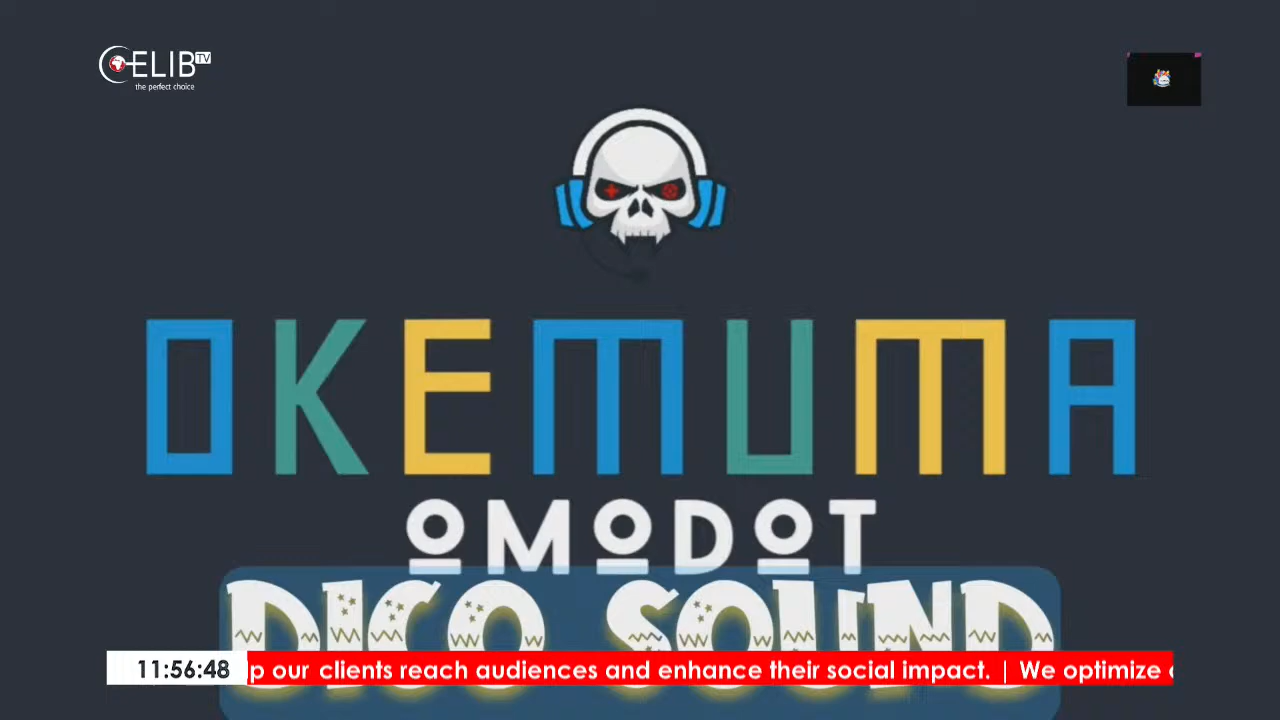 CELIB TV
the perfect choice
OKEMUMA
OMODOT
DICO SOUND
11:56:48 p our clients reach audiences and enhance their social impact. | We optimize